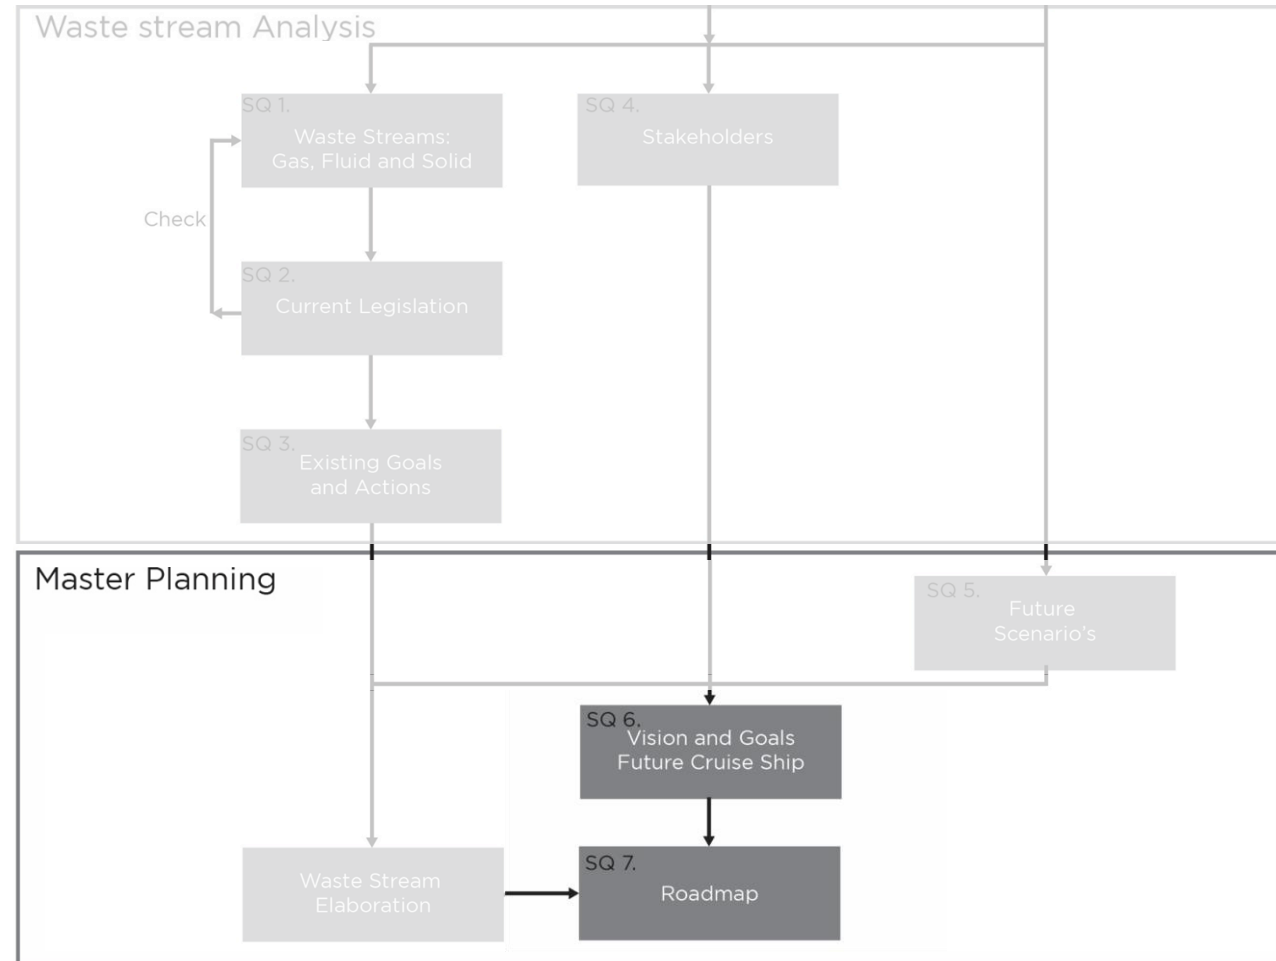 Waste stream Analysis
SQ 1.
Waste Streams:
Gas, Fluid and Solid
SQ 4.
Stakeholders
Check
SQ 2.
Current Legislation
SQ 3.
Existing Goals
and Actions
Master Planning
SQ 5.
Future
Scenario's
SQ 6.
Vision and Goals
Future Cruise Ship
Waste Stream
Elaboration
SQ 7.
Roadmap